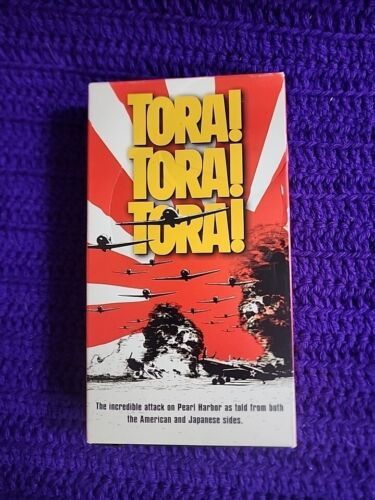 TORA!
TORA!
TORA!
The incredible attack on Pearl Harbor as told from both
the American and Japanese sides.